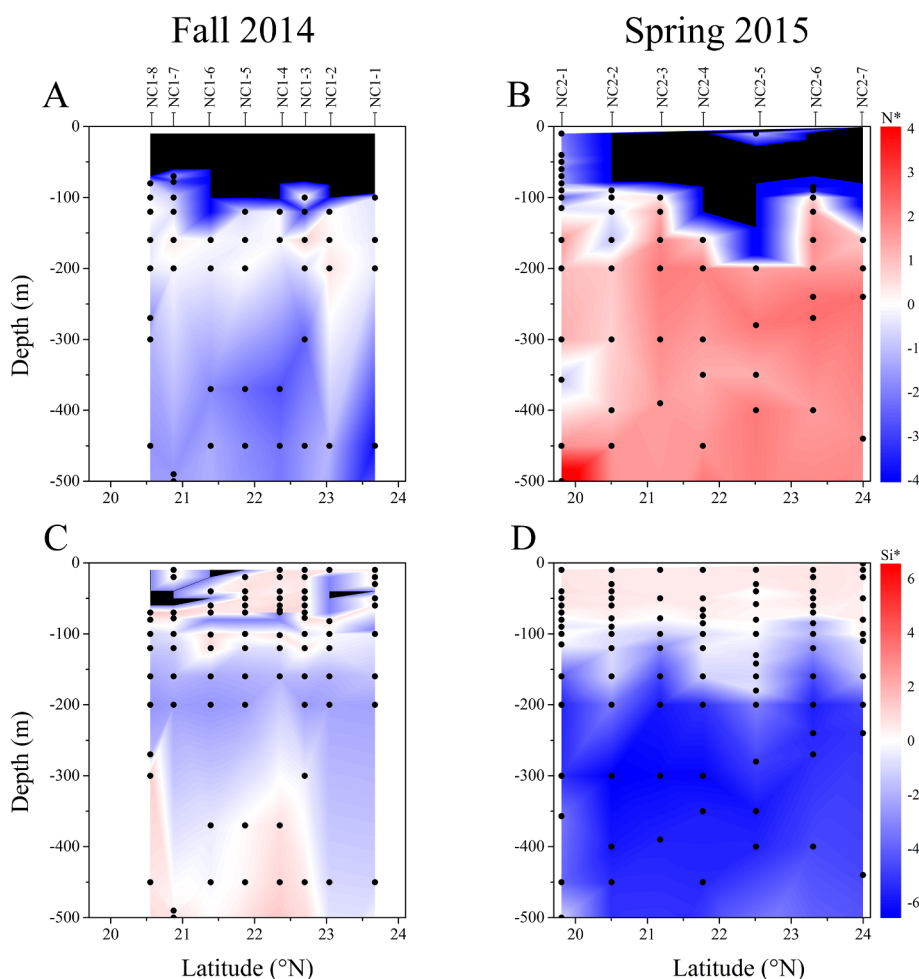 Fall 2014
Spring 2015
NC1-8
NC1-7
NC1-6
NC1-5
NC1-4
NC1-3
NC1-2
NC1-1
NC2-1
NC2-2
NC2-3
NC2-4
NC2-5
NC2-6
NC2-7
A
B
N*
0
-100
-200
-300
-400
-500
Depth (m)
20
21
22
23
24
0
-100
-200
-300
-400
-500
20
21
22
23
24
4
3
2
1
0
-1
-2
-3
-4
C
D
Si*
0
-100
-200
-300
-400
-500
Depth (m)
20
21
22
23
24
Latitude (°N)
0
-100
-200
-300
-400
-500
20
21
22
23
24
Latitude (°N)
6
4
2
0
-2
-4
-6